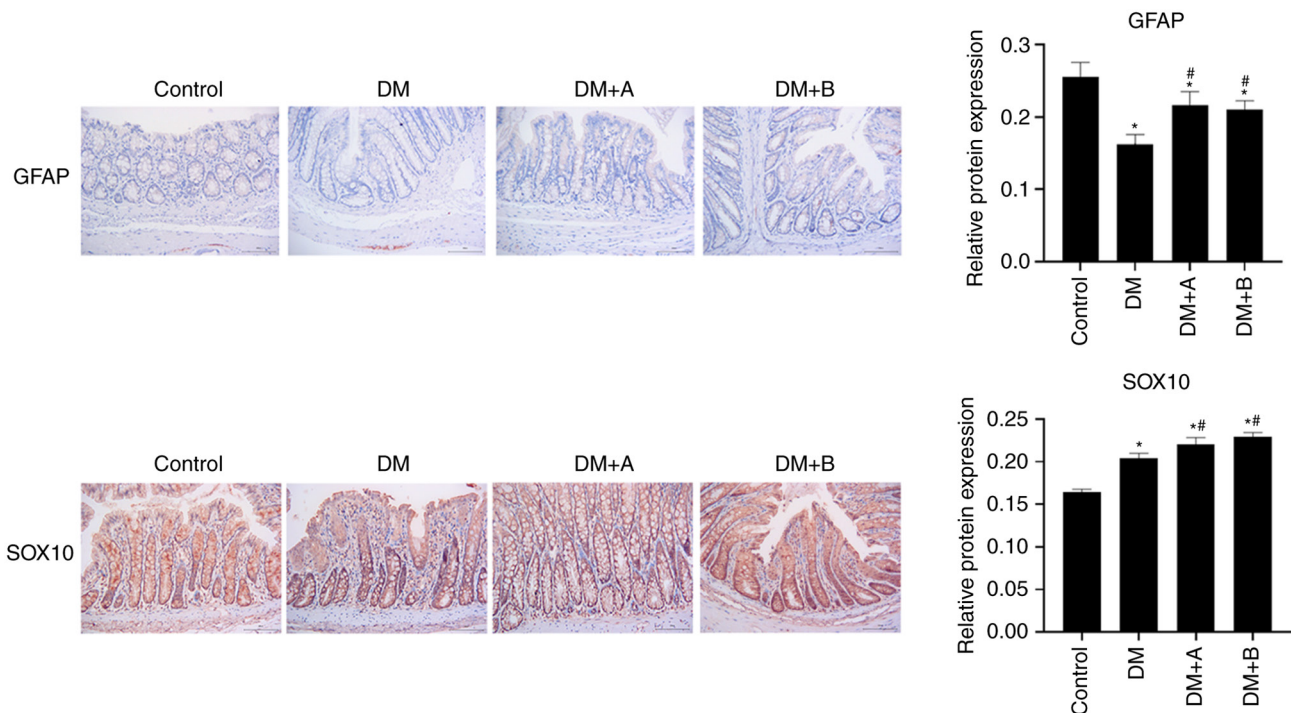 Control DM DM+A DM+B
GFAP
GFAP
Relative protein expression
0.3
0.2
0.1
0.0
*
#
*
#
*
Control DM DM+A DM+B
Control DM DM+A DM+B
SOX10
SOX10
Relative protein expression
0.25
0.20
0.15
0.10
0.05
0.00
*
*#
*#
Control DM DM+A DM+B